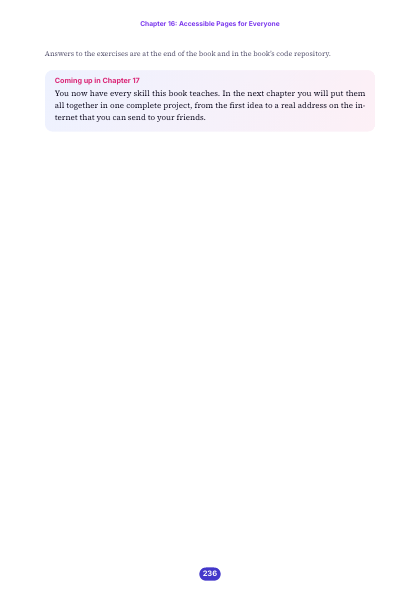 Chapter 16: Accessible Pages for Everyone
Answers to the exercises are at the end of the book and in the book's code repository.
Coming up in Chapter 17
You now have every skill this book teaches. In the next chapter you will put them
all together in one complete project, from the first idea to a real address on the in-
ternet that you can send to your friends.
236